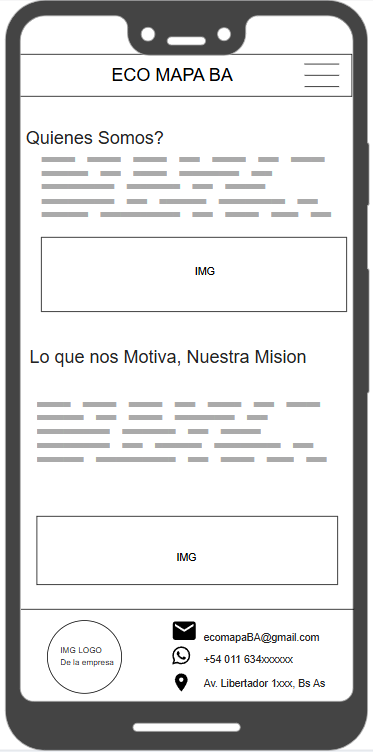 ECO MAPA BA
Quienes Somos?
IMG
Lo que nos Motiva, Nuestra Mision
IMG
IMG LOGO
De la empresa
ecomapaBA@gmail.com
+54 011 634xxxxxx
Av. Libertador 1xxx, Bs As